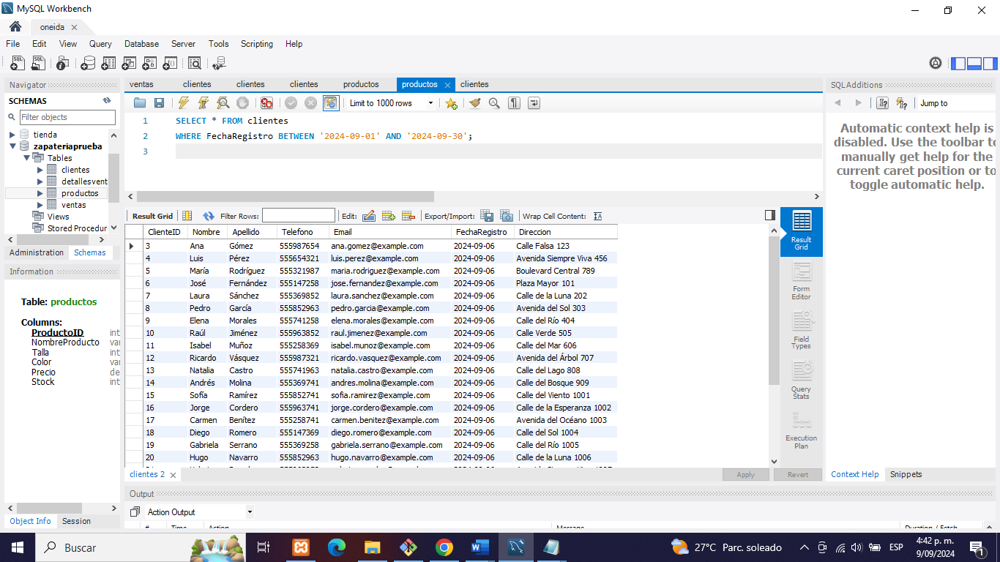 MySQL Workbench
oneida
File Edit View Query Database Server Tools Scripting Help
Navigator
SCHEMAS
Filter objects
tienda
zapateriaprueba
Tables
clientes
detallesvent
productos
ventas
Views
Stored Procedur
Administration Schemas
Information
Table: productos
Columns:
ProductoID int
NombreProducto var
Talla int
Color var
Precio de
Stock int
Object Info Session
ventas clientes clientes clientes productos productos clientes
Limit to 1000 rows
1 SELECT * FROM clientes
2 WHERE FechaRegistro BETWEEN '2024-09-01' AND '2024-09-30';
3
Result Grid Filter Rows: Edit: Export/Import: Wrap Cell Content:
ClienteID Nombre Apellido Telefono Email FechaRegistro Direccion
3 Ana Gómez 555987654 ana.gomez@example.com 2024-09-06 Calle Falsa 123
4 Luis Pérez 555654321 luis.perez@example.com 2024-09-06 Avenida Siempre Viva 456
5 María Rodríguez 555321987 maria.rodriguez@example.com 2024-09-06 Boulevard Central 789
6 José Fernández 555147258 jose.fernandez@example.com 2024-09-06 Plaza Mayor 101
7 Laura Sánchez 555369852 laura.sanchez@example.com 2024-09-06 Calle de la Luna 202
8 Pedro García 555852963 pedro.garcia@example.com 2024-09-06 Avenida del Sol 303
9 Elena Morales 555741258 elena.morales@example.com 2024-09-06 Calle del Río 404
10 Raúl Jiménez 555963852 raul.jimenez@example.com 2024-09-06 Calle Verde 505
11 Isabel Muñoz 555258369 isabel.munoz@example.com 2024-09-06 Calle del Mar 606
12 Ricardo Vásquez 555987321 ricardo.vasquez@example.com 2024-09-06 Avenida del Árbol 707
13 Natalia Castro 555741963 natalia.castro@example.com 2024-09-06 Calle del Lago 808
14 Andrés Molina 555369741 andres.molina@example.com 2024-09-06 Calle del Bosque 909
15 Sofía Ramírez 555852741 sofia.ramirez@example.com 2024-09-06 Calle del Viento 1001
16 Jorge Cordero 555963741 jorge.cordero@example.com 2024-09-06 Calle de la Esperanza 1002
17 Carmen Benítez 555258741 carmen.benitez@example.com 2024-09-06 Avenida del Océano 1003
18 Diego Romero 555147369 diego.romero@example.com 2024-09-06 Calle del Sol 1004
19 Gabriela Serrano 555369258 gabriela.serrano@example.com 2024-09-06 Calle del Río 1005
20 Hugo Navarro 555852963 hugo.navarro@example.com 2024-09-06 Calle de la Luna 1006
Result
Grid
Form
Editor
Field
Types
Query
Stats
Execution
Plan
clientes 2 Apply Revert
Output
Action Output
# Time Action Message Duration / Fetch
SQLAdditions
Jump to
Automatic context help is
disabled. Use the toolbar to
manually get help for the
current caret position or to
toggle automatic help.
Context Help Snippets
Buscar
27°C Parc. soleado
ESP
4:42 p. m.
9/09/2024
1